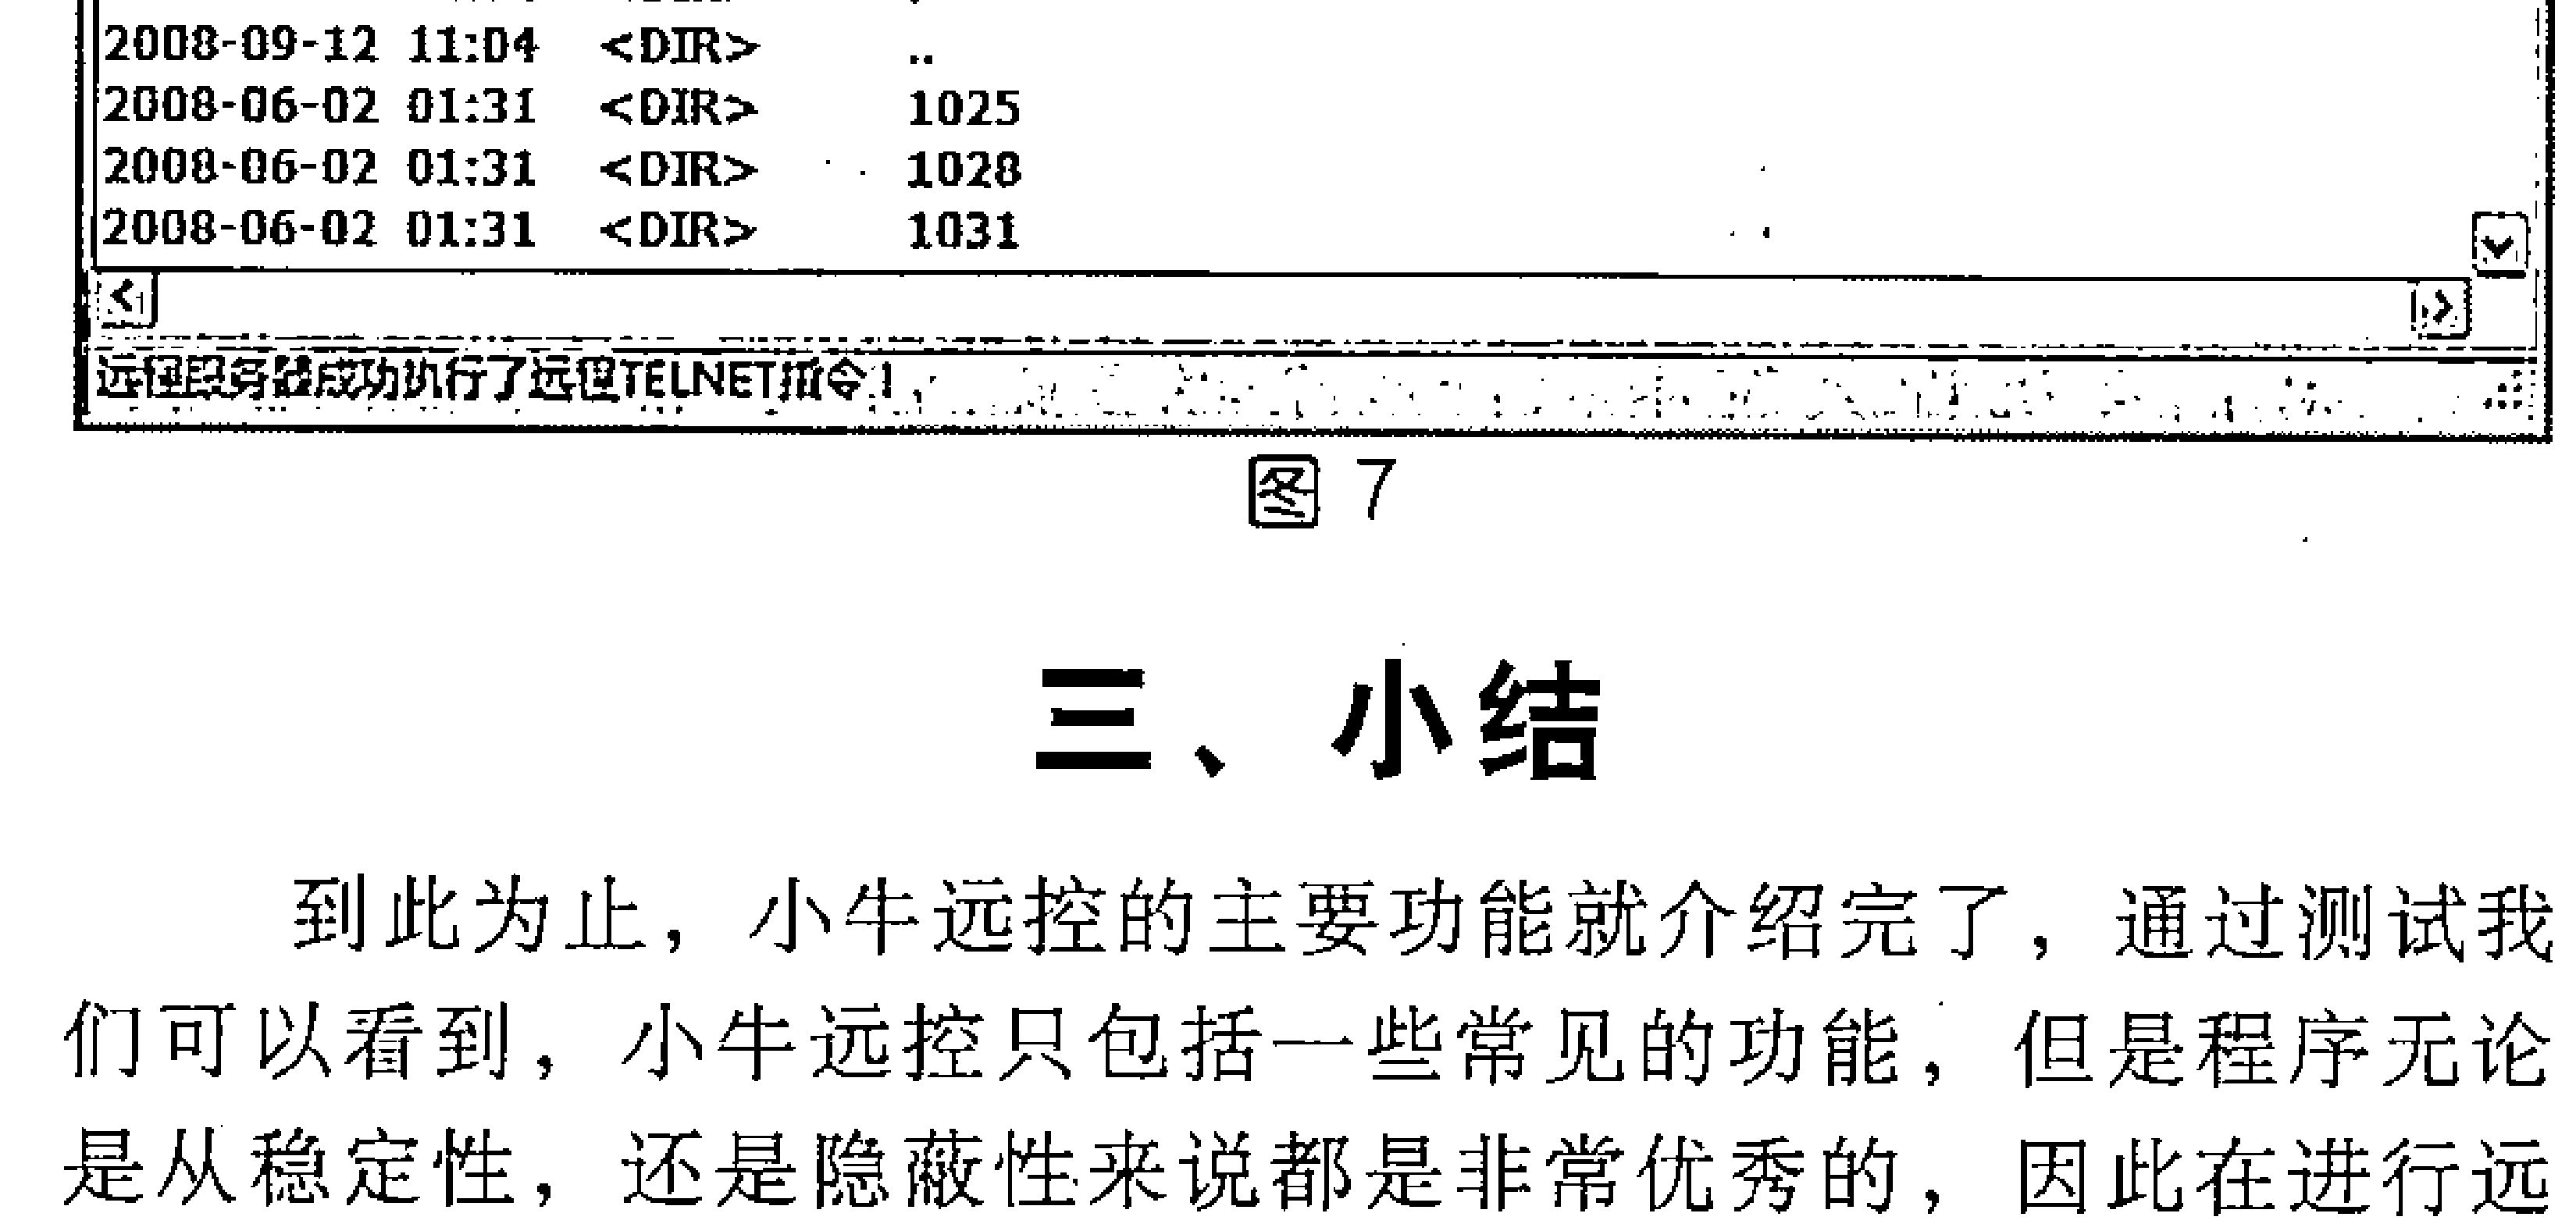 2008-09-12 11:04 <DIR> ..
2008-06-02 01:31 <DIR> 1025
2008-06-02 01:31 <DIR> 1028
2008-06-02 01:31 <DIR> 1031
远程服务器成功执行了远程TELNET指令！
图 7
三、小结
到此为止，小牛远控的主要功能就介绍完了，通过测试我
们可以看到，小牛远控只包括一些常见的功能，但是程序无论
是从稳定性，还是隐蔽性来说都是非常优秀的，因此在进行远